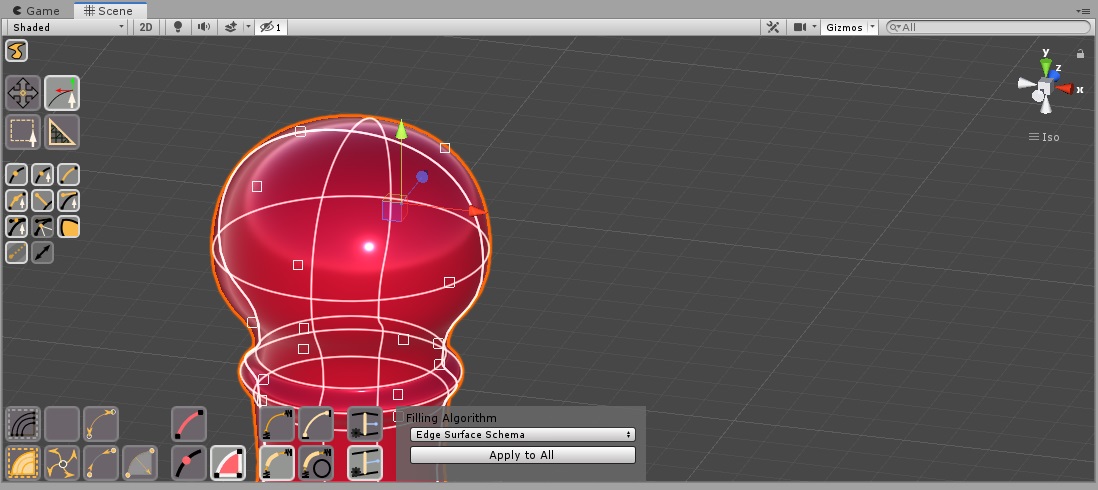 Game Scene
Shaded 2D 1 Gizmos All
y
z
x
Iso
Filling Algorithm
Edge Surface Schema
Apply to All